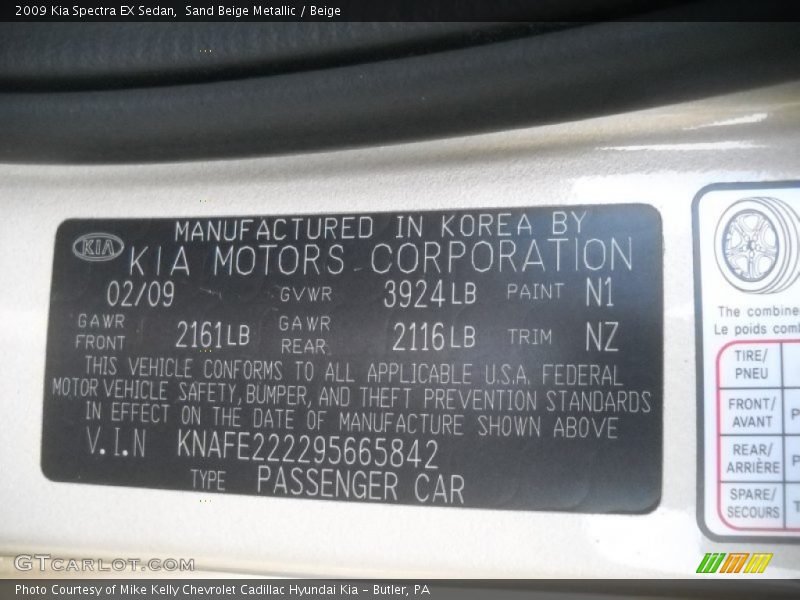 2009 Kia Spectra EX Sedan, Sand Beige Metallic / Beige
MANUFACTURED IN KOREA BY
KIA KIA MOTORS CORPORATION
02/09 GVWR 3924LB PAINT N1
GAWR FRONT 2161LB GAWR REAR 2116LB TRIM NZ
THIS VEHICLE CONFORMS TO ALL APPLICABLE U.S.A. FEDERAL
MOTOR VEHICLE SAFETY, BUMPER, AND THEFT PREVENTION STANDARDS
IN EFFECT ON THE DATE OF MANUFACTURE SHOWN ABOVE
V.I.N KNAFE222295665842
TYPE PASSENGER CAR
The combine
Le poids com
TIRE/
PNEU
FRONT/
AVANT
REAR/
ARRIÈRE
SPARE/
SECOURS
GTCARLOT.COM
Photo Courtesy of Mike Kelly Chevrolet Cadillac Hyundai Kia – Butler, PA